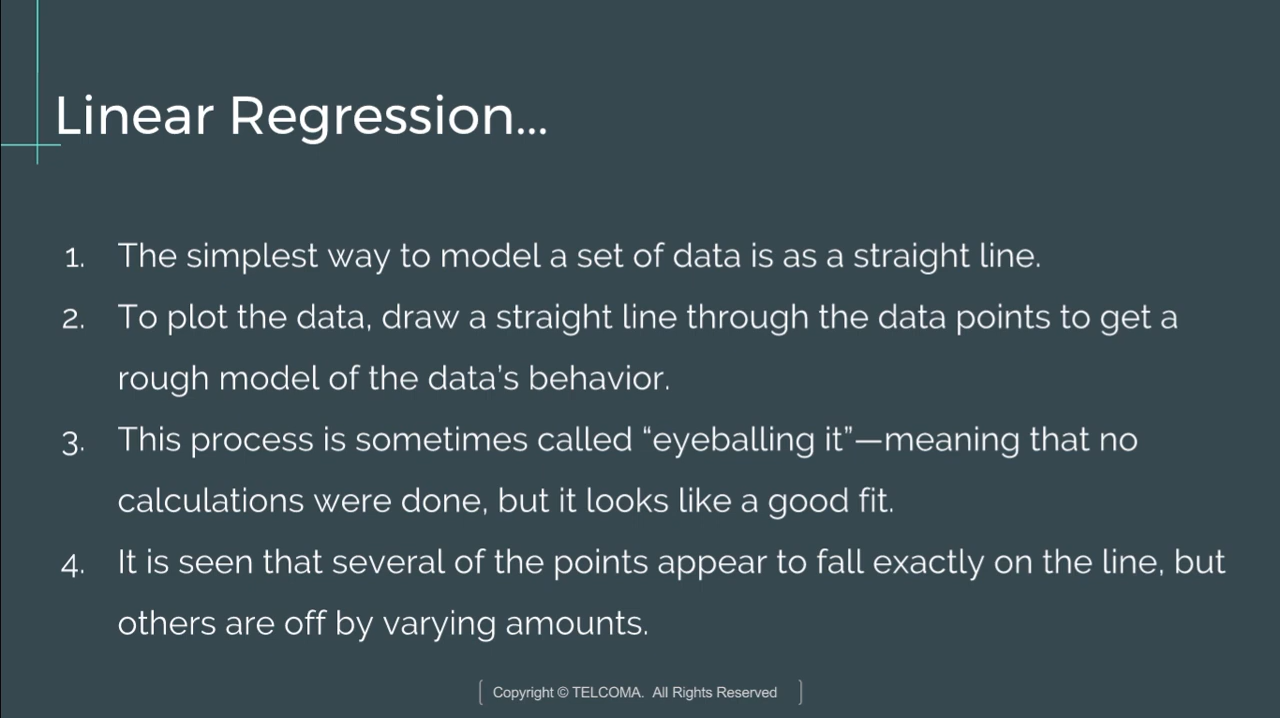 Linear Regression...
1. The simplest way to model a set of data is as a straight line.
2. To plot the data, draw a straight line through the data points to get a
rough model of the data’s behavior.
3. This process is sometimes called “eyeballing it”—meaning that no
calculations were done, but it looks like a good fit.
4. It is seen that several of the points appear to fall exactly on the line, but
others are off by varying amounts.
Copyright © TELCOMA. All Rights Reserved